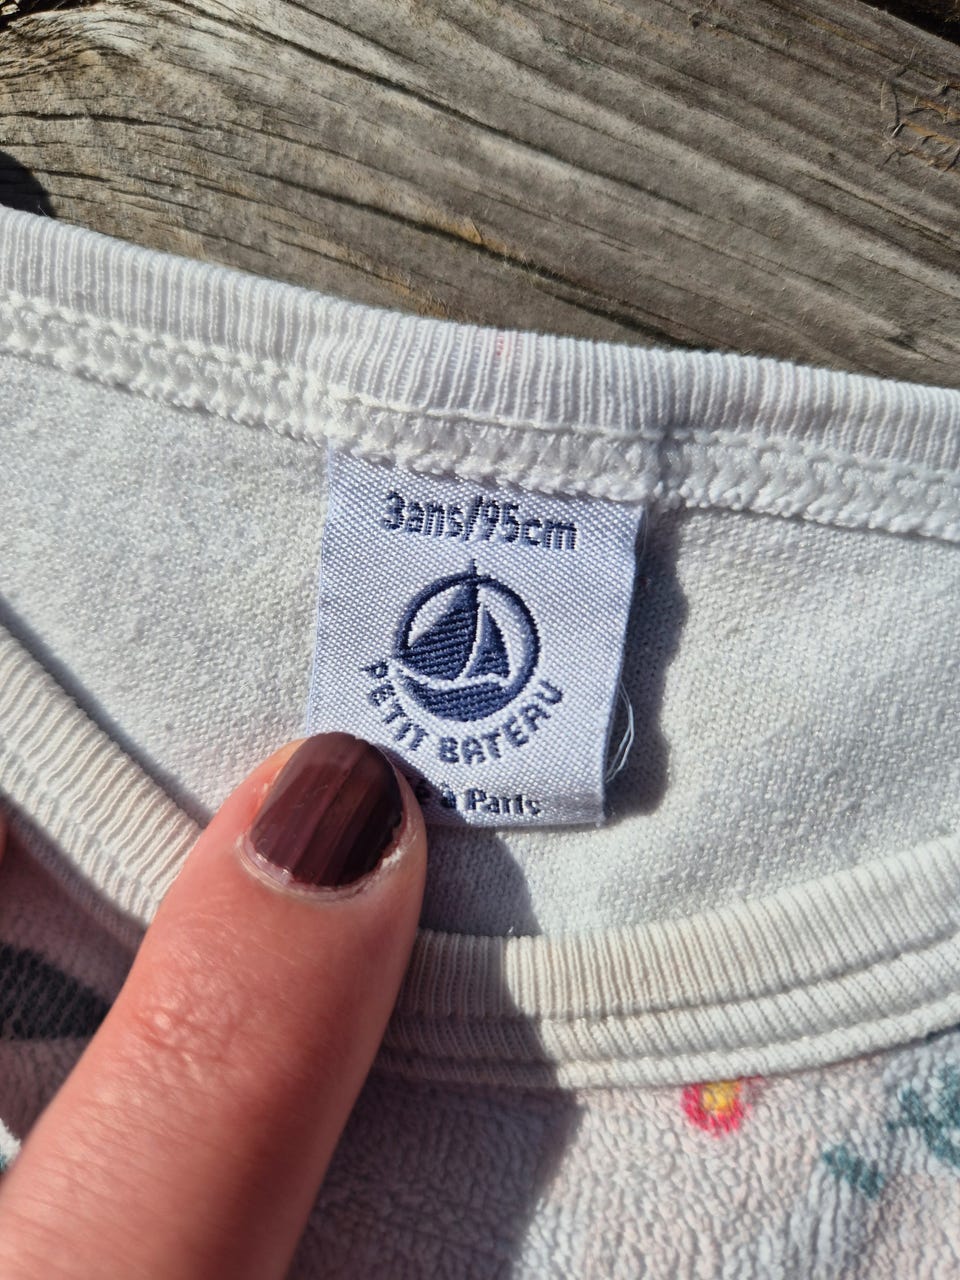 3ans/95cm
PETIT BATEAU
à Paris